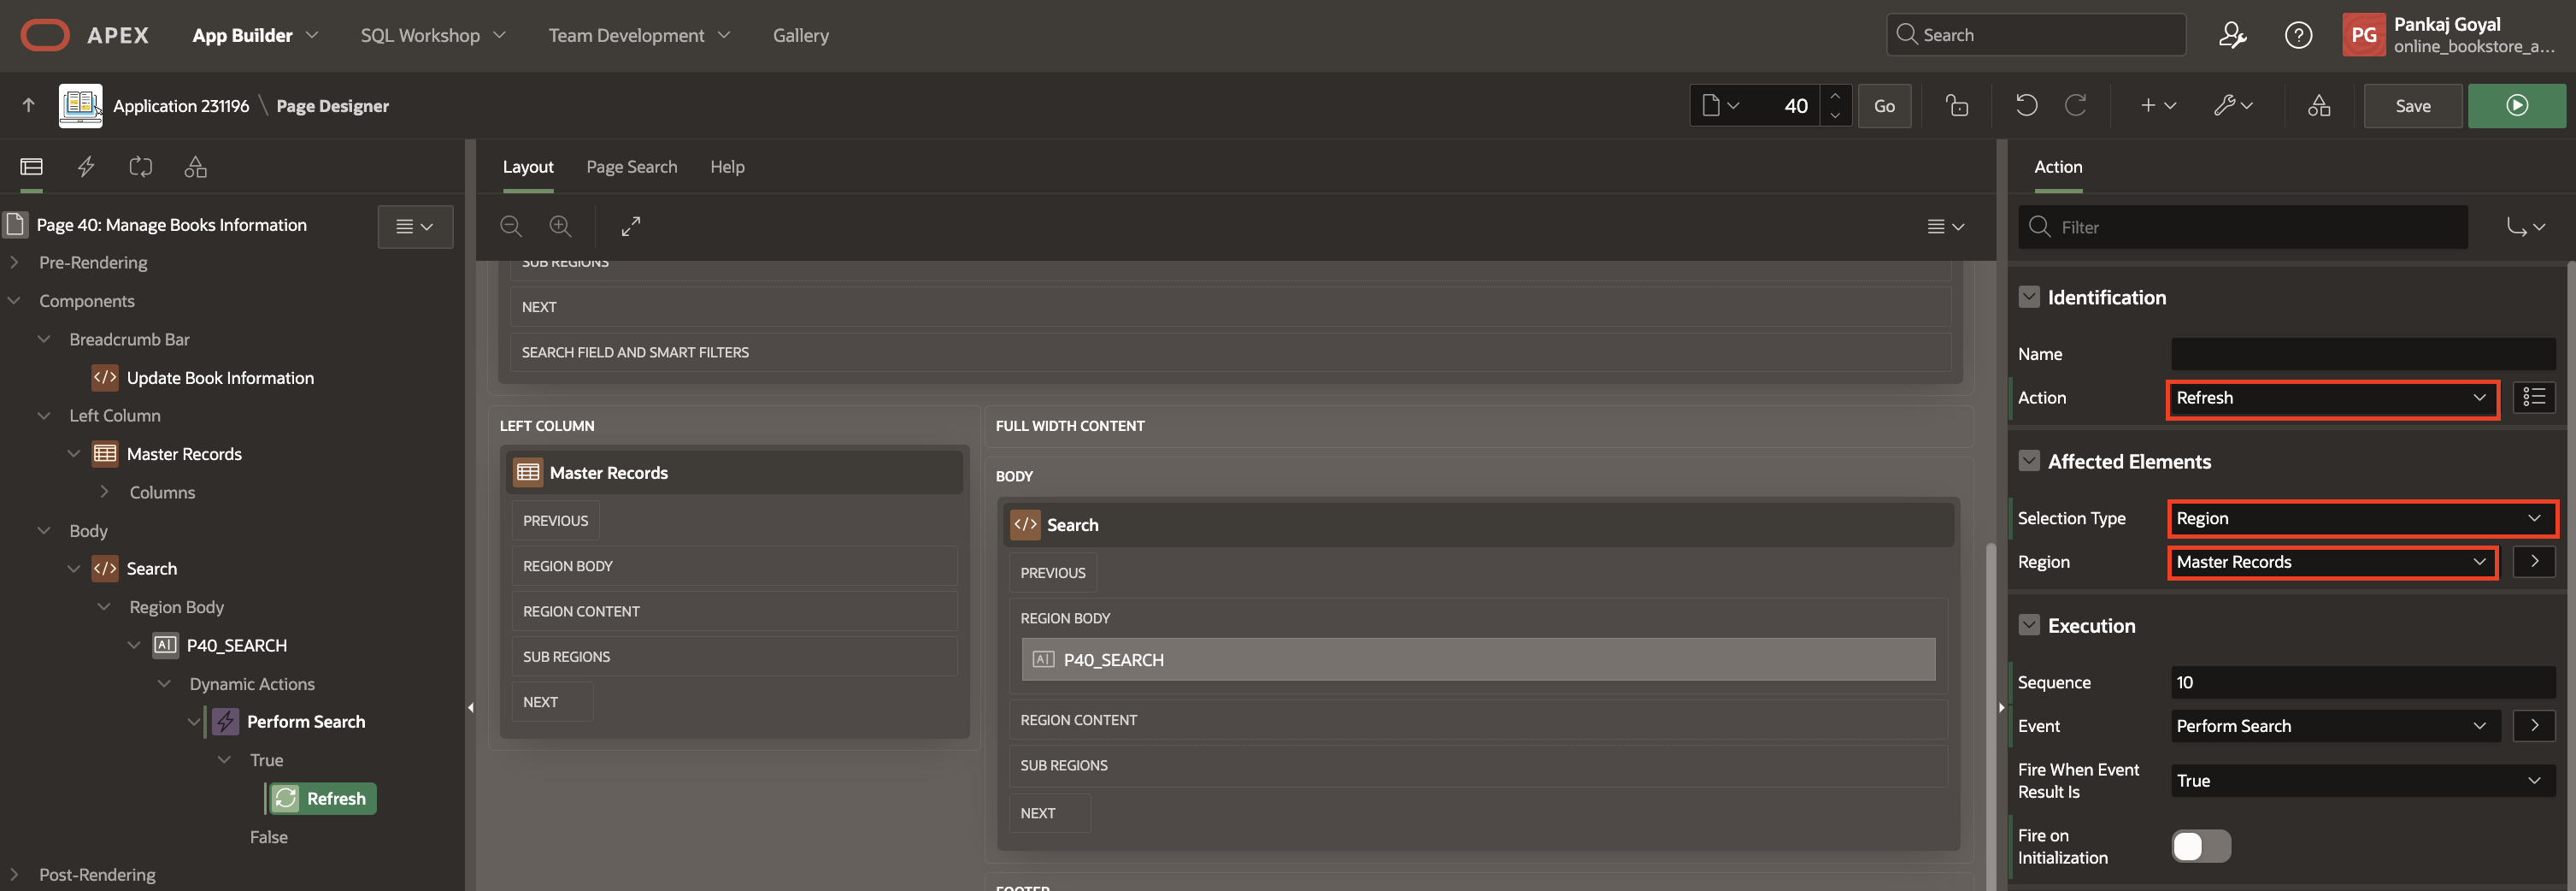 APEX App Builder SQL Workshop Team Development Gallery Search Pankaj Goyal
PG online_bookstore_a...
Application 231196 \ Page Designer 40 Go Save
Layout Page Search Help
Action
Page 40: Manage Books Information
Pre-Rendering
Components
Breadcrumb Bar
Update Book Information
Left Column
Master Records
Columns
Body
Search
Region Body
P40_SEARCH
Dynamic Actions
Perform Search
True
Refresh
False
Post-Rendering
SUB REGIONS
NEXT
SEARCH FIELD AND SMART FILTERS
LEFT COLUMN
Master Records
PREVIOUS
REGION BODY
REGION CONTENT
SUB REGIONS
NEXT
FULL WIDTH CONTENT
BODY
Search
PREVIOUS
REGION BODY
P40_SEARCH
REGION CONTENT
SUB REGIONS
NEXT
FOOTER
Filter
Identification
Name
Action Refresh
Affected Elements
Selection Type Region
Region Master Records
Execution
Sequence 10
Event Perform Search
Fire When Event
Result Is True
Fire on
Initialization